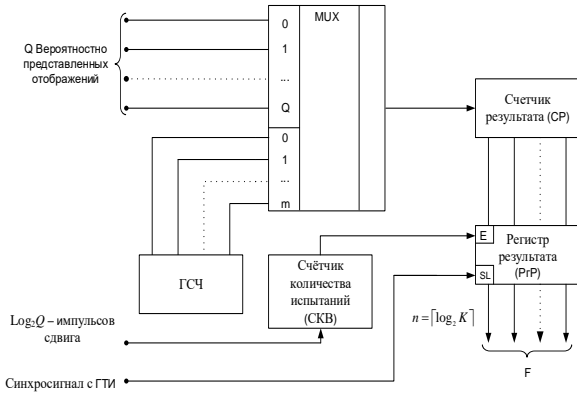 Q Вероятностно
представленных
отображений
0
1
...
Q
0
1
...
m
MUX
Счетчик
результата (СР)
ГСЧ
Счётчик
количества
испытаний
(СКВ)
E
SL
Регистр
результата
(РгР)
Log₂Q – импульсов
сдвига
n = ⌈log₂ K⌉
Синхросигнал с ГТИ
F